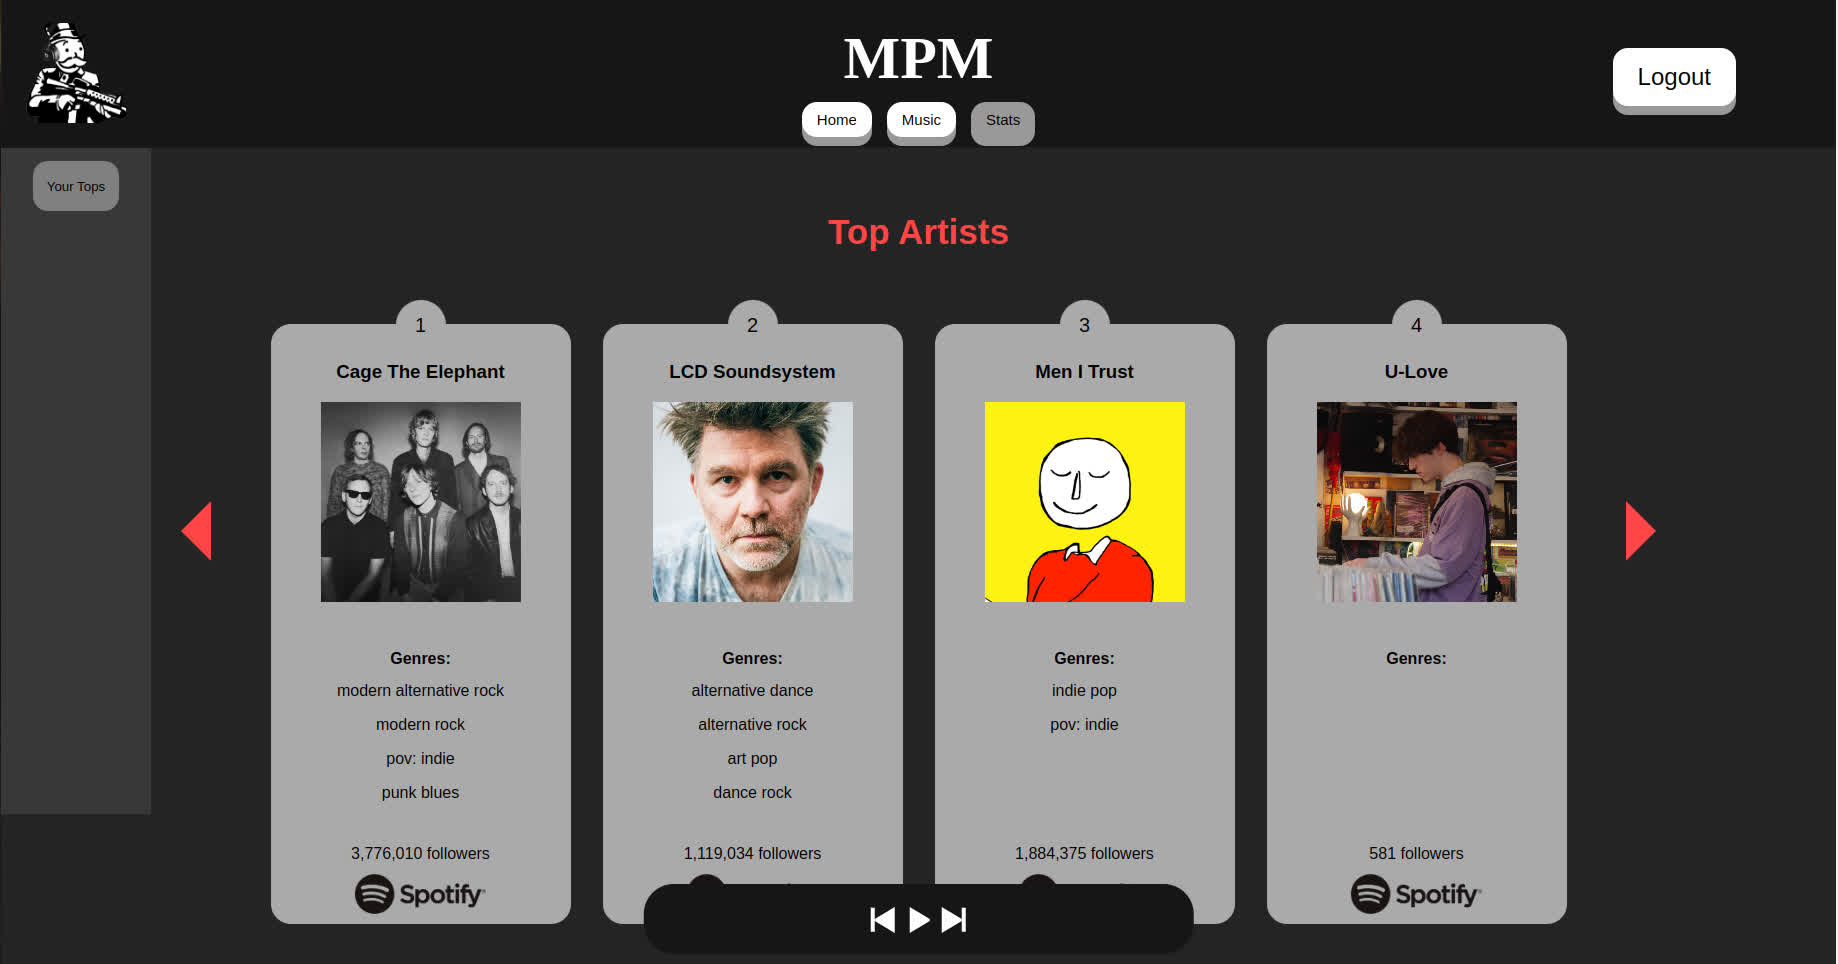 MPM
Logout
Home
Music
Stats
Your Tops
Top Artists
1
Cage The Elephant
Genres:
modern alternative rock
modern rock
pov: indie
punk blues
3,776,010 followers
Spotify
2
LCD Soundsystem
Genres:
alternative dance
alternative rock
art pop
dance rock
1,119,034 followers
3
Men I Trust
Genres:
indie pop
pov: indie
1,884,375 followers
4
U-Love
Genres:
581 followers
Spotify